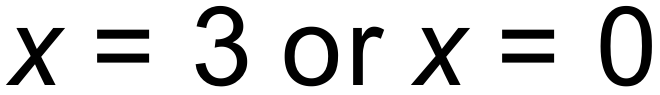 x = 3 or x = 0